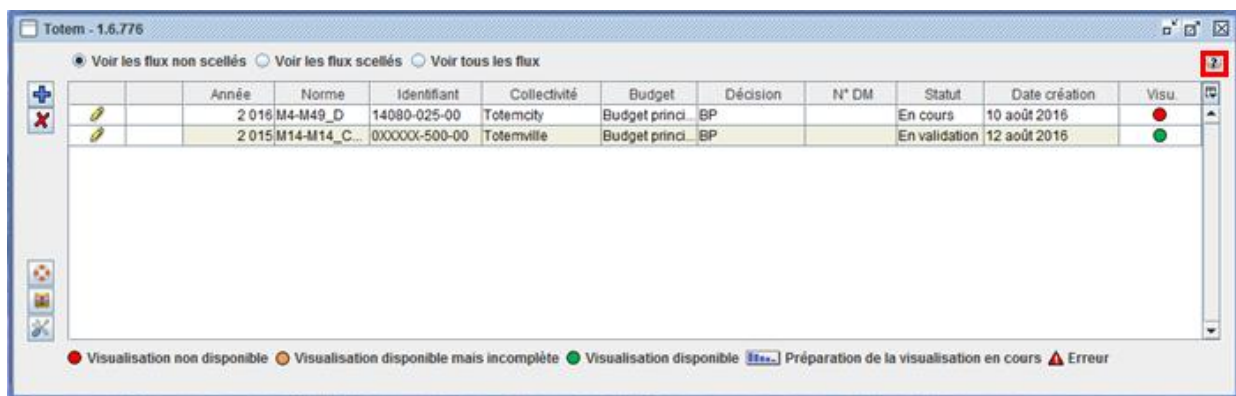 Totem - 1.6.776
Voir les flux non scellés Voir les flux scellés Voir tous les flux
?
Année Norme Identifiant Collectivité Budget Décision N° DM Statut Date création Visu.
2 016 M4-M49_D 14080-025-00 Totemcity Budget princi... BP En cours 10 août 2016
2 015 M14-M14_C... 0XXXXX-500-00 Totemville Budget princi... BP En validation 12 août 2016
Visualisation non disponible Visualisation disponible mais incomplète Visualisation disponible Préparation de la visualisation en cours Erreur